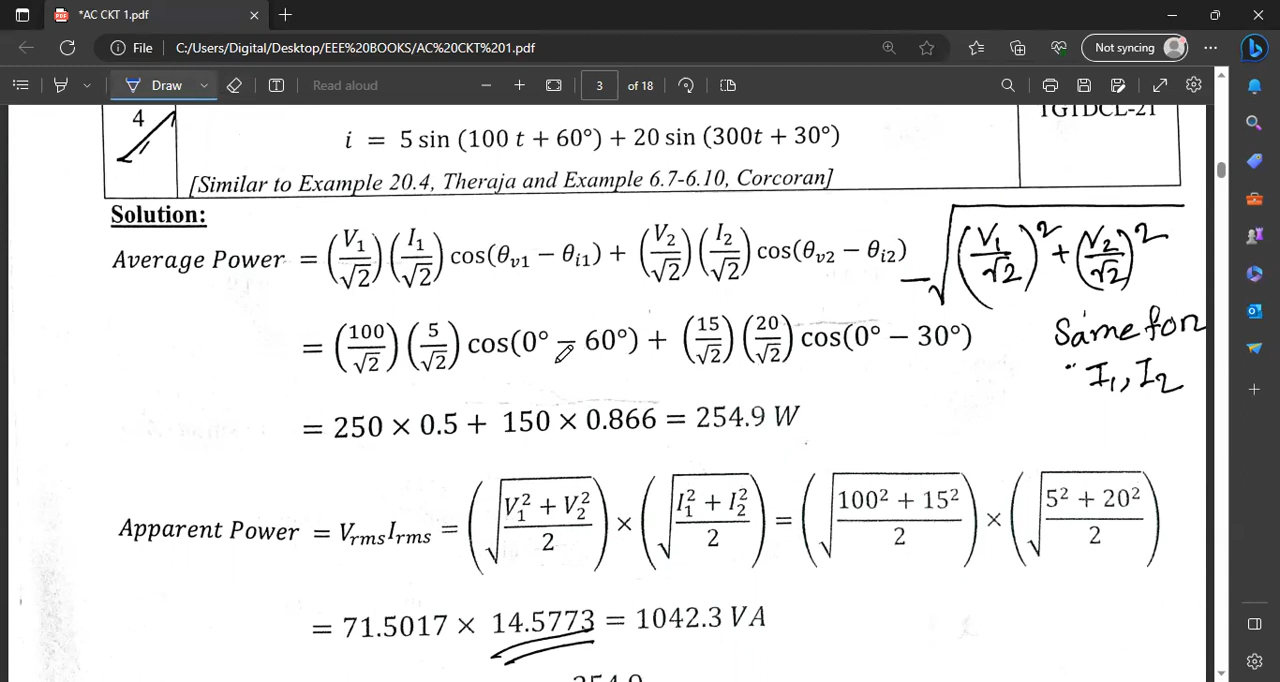 *AC CKT 1.pdf
File C:/Users/Digital/Desktop/EEE%20BOOKS/AC%20CKT%201.pdf Not syncing
Draw Read aloud 3 of 18
4
i = 5 sin (100 t + 60°) + 20 sin (300t + 30°)
TGTDCL-21
[Similar to Example 20.4, Theraja and Example 6.7-6.10, Corcoran]
Solution:
Average Power = (V₁/√2) (I₁/√2) cos(θᵥ₁ − θᵢ₁) + (V₂/√2) (I₂/√2) cos(θᵥ₂ − θᵢ₂)
√((V₁/√2)² + (V₂/√2)²)
Same for
I₁, I₂
= (100/√2) (5/√2) cos(0° − 60°) + (15/√2) (20/√2) cos(0° − 30°)
= 250 × 0.5 + 150 × 0.866 = 254.9 W
Apparent Power = VrmsIrms = (√((V₁² + V₂²)/2)) × (√((I₁² + I₂²)/2)) = (√((100² + 15²)/2)) × (√((5² + 20²)/2))
= 71.5017 × 14.5773 = 1042.3 VA
254.9